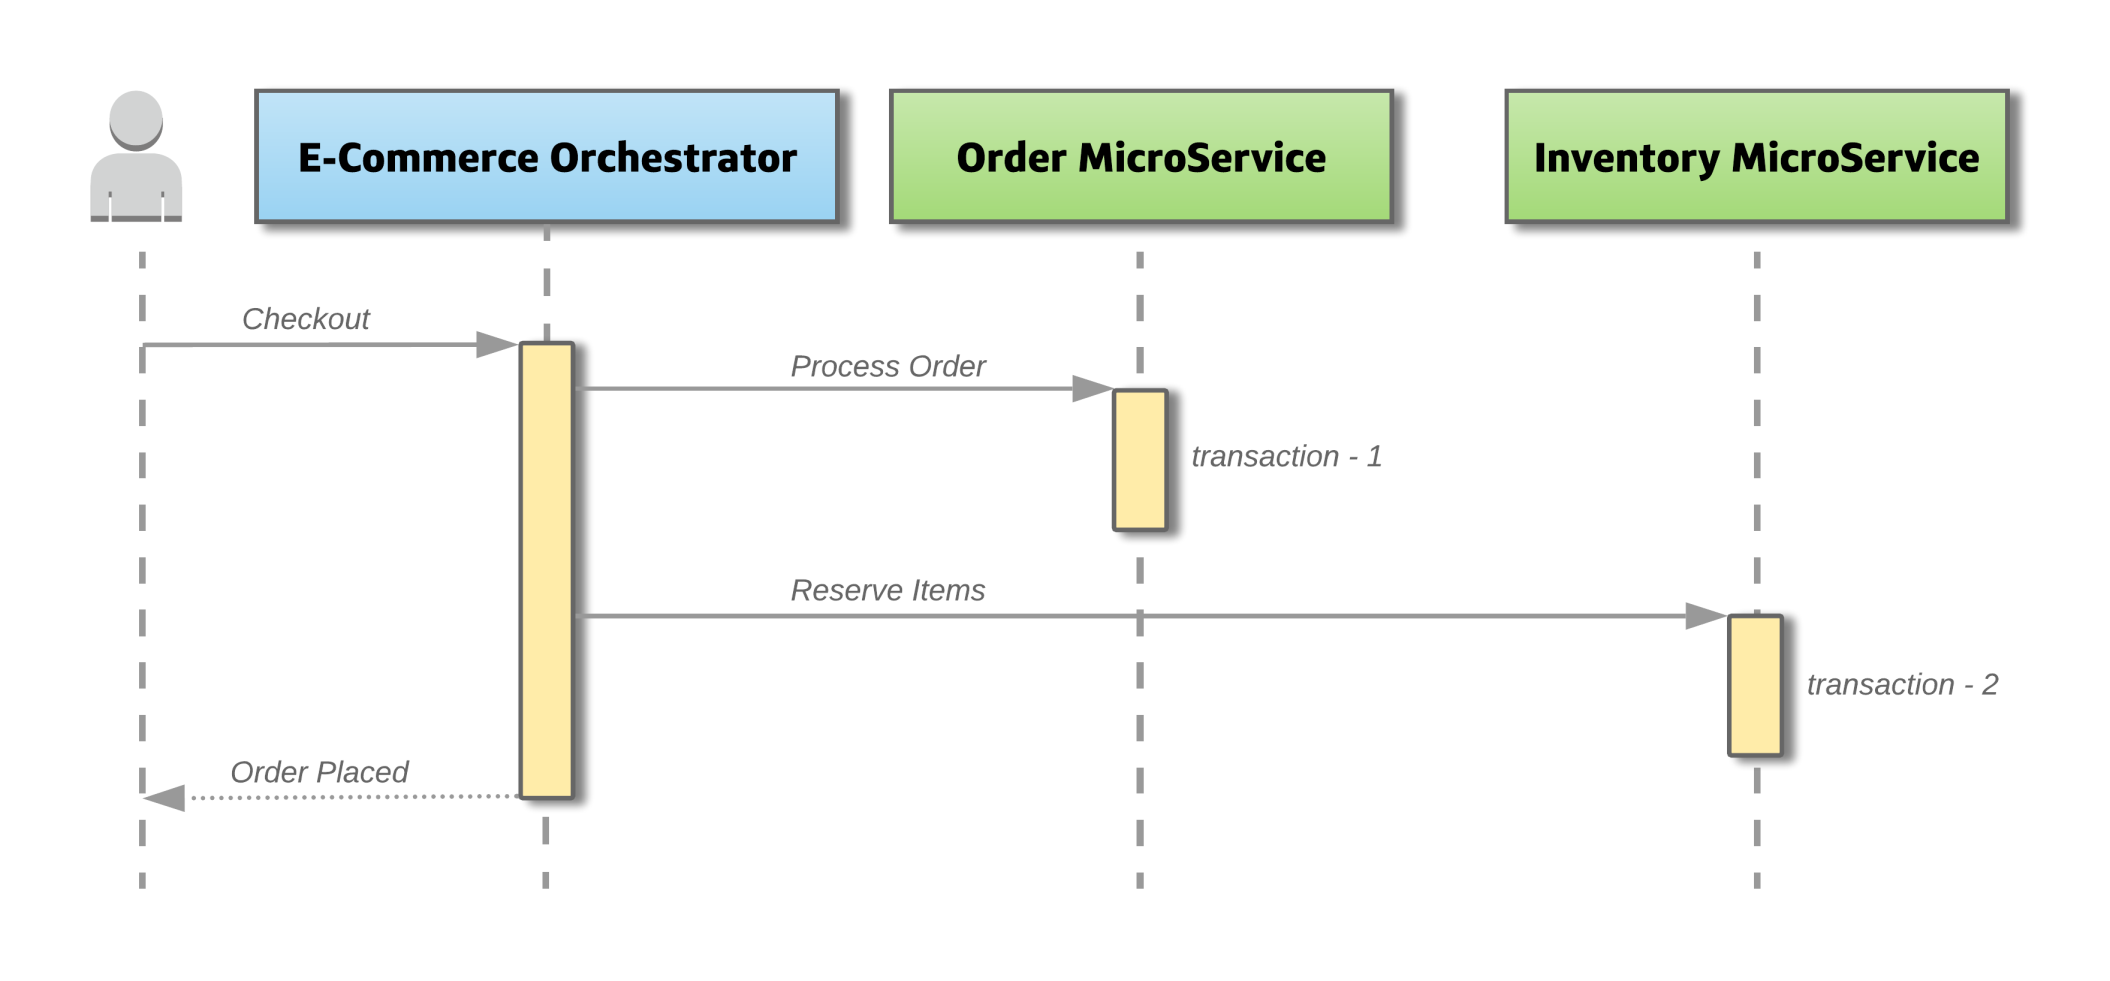 E-Commerce Orchestrator
Order MicroService
Inventory MicroService
Checkout
Process Order
transaction - 1
Reserve Items
transaction - 2
Order Placed